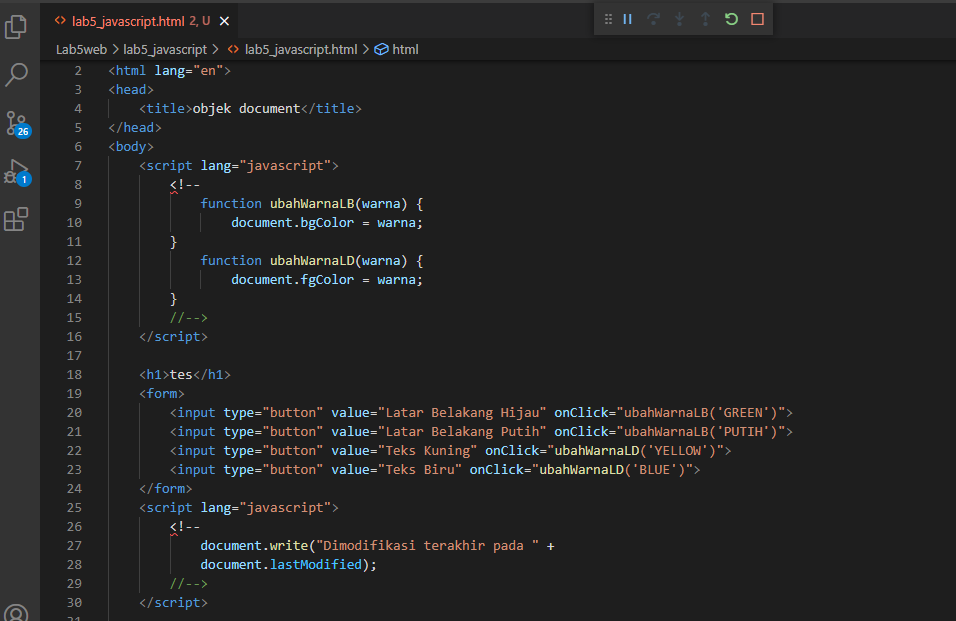 lab5_javascript.html 2, U
Lab5web > lab5_javascript > lab5_javascript.html > html
2 <html lang="en">
3 <head>
4 <title>objek document</title>
5 </head>
6 <body>
7 <script lang="javascript">
8 <!--
9 function ubahWarnaLB(warna) {
10 document.bgColor = warna;
11 }
12 function ubahWarnaLD(warna) {
13 document.fgColor = warna;
14 }
15 //-->
16 </script>
17
18 <h1>tes</h1>
19 <form>
20 <input type="button" value="Latar Belakang Hijau" onClick="ubahWarnaLB('GREEN')">
21 <input type="button" value="Latar Belakang Putih" onClick="ubahWarnaLB('PUTIH')">
22 <input type="button" value="Teks Kuning" onClick="ubahWarnaLD('YELLOW')">
23 <input type="button" value="Teks Biru" onClick="ubahWarnaLD('BLUE')">
24 </form>
25 <script lang="javascript">
26 <!--
27 document.write("Dimodifikasi terakhir pada " +
28 document.lastModified);
29 //-->
30 </script>
31
26
1